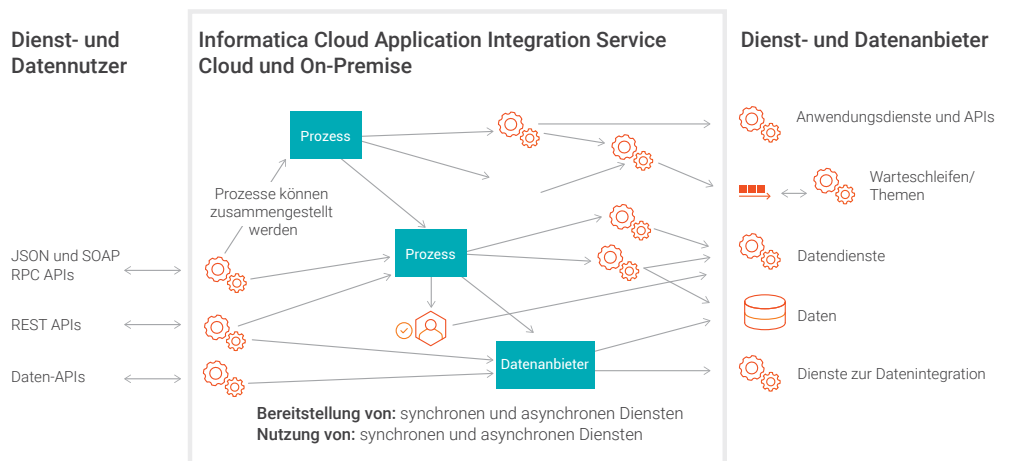 Dienst- und
Datennutzer
Informatica Cloud Application Integration Service
Cloud und On-Premise
Dienst- und Datenanbieter
Prozess
Anwendungsdienste und APIs
Prozesse können
zusammengestellt
werden
Warteschleifen/
Themen
JSON und SOAP
RPC APIs
Prozess
Datendienste
REST APIs
Daten
Daten-APIs
Datenanbieter
Dienste zur Datenintegration
Bereitstellung von: synchronen und asynchronen Diensten
Nutzung von: synchronen und asynchronen Diensten